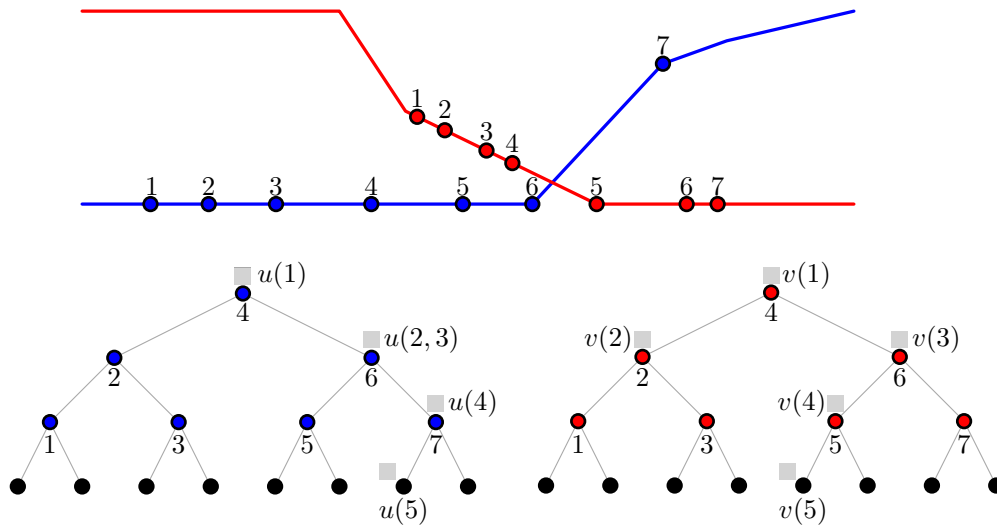 7
1 2 3 4
1 2 3 4 5 6 5 6 7
u(1) v(1)
4 4
u(2, 3) v(2) v(3)
2 6 2 6
u(4) v(4)
1 3 5 7 1 3 5 7
u(5) v(5)